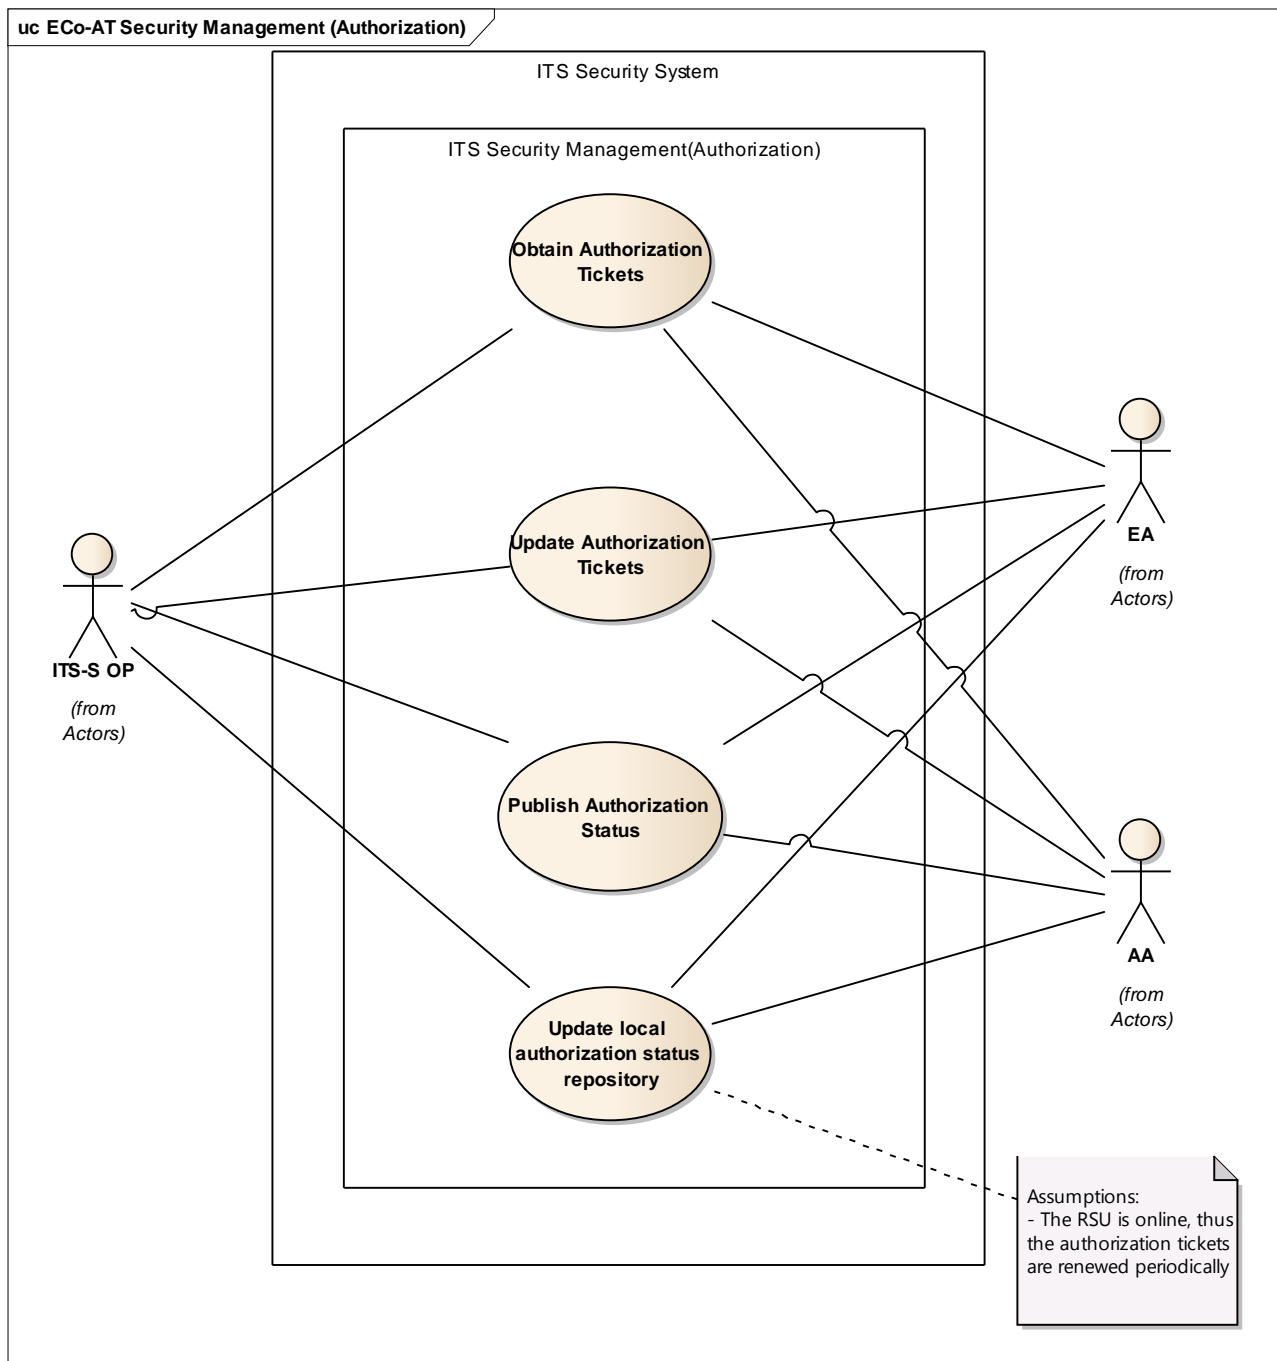 uc ECo-AT Security Management (Authorization)
ITS Security System
ITS Security Management(Authorization)
Obtain Authorization
Tickets
Update Authorization
Tickets
ITS-S OP
(from
Actors)
EA
(from
Actors)
Publish Authorization
Status
AA
(from
Actors)
Update local
authorization status
repository
Assumptions:
- The RSU is online, thus
the authorization tickets
are renewed periodically